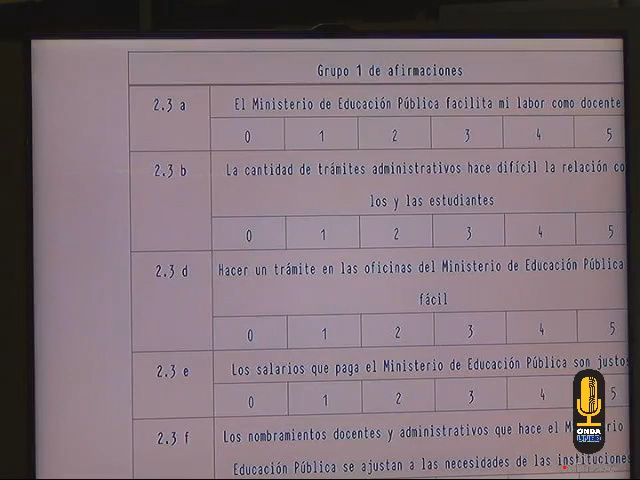 Grupo 1 de afirmaciones
2.3 a El Ministerio de Educación Pública facilita mi labor como docente
0 1 2 3 4 5
2.3 b La cantidad de trámites administrativos hace difícil la relación co
los y las estudiantes
0 1 2 3 4 5
2.3 d Hacer un trámite en las oficinas del Ministerio de Educación Pública
fácil
0 1 2 3 4 5
2.3 e Los salarios que paga el Ministerio de Educación Pública son justos
0 1 2 3 4 5
2.3 f Los nombramientos docentes y administrativos que hace el
Educación Pública se ajustan a las necesidades de las instituciones
ONDA
UNED